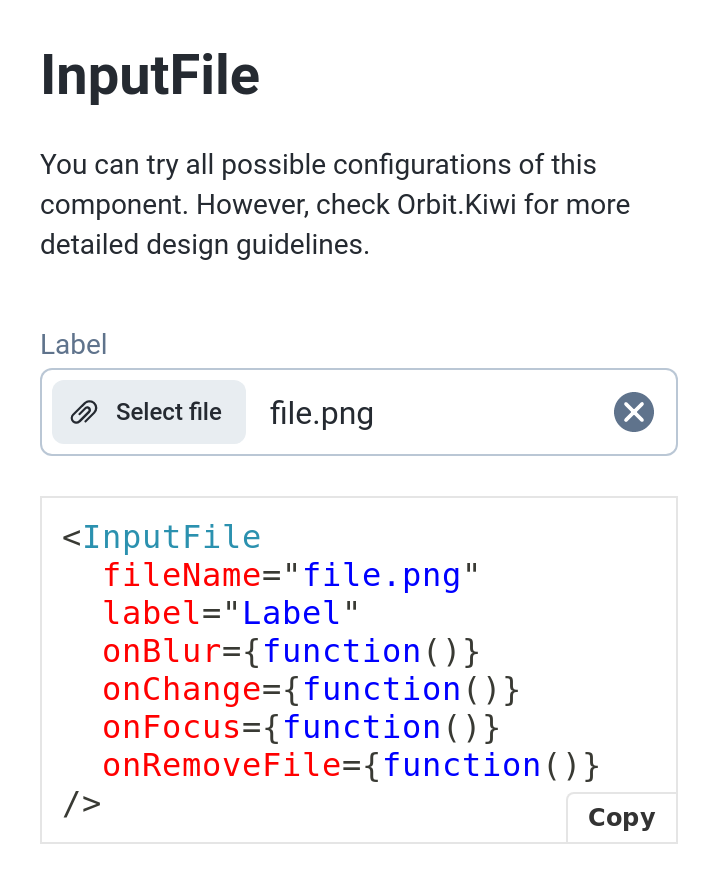 InputFile
You can try all possible configurations of this
component. However, check Orbit.Kiwi for more
detailed design guidelines.
Label
Select file file.png
<InputFile
  fileName="file.png"
  label="Label"
  onBlur={function()}
  onChange={function()}
  onFocus={function()}
  onRemoveFile={function()}
/>
Copy